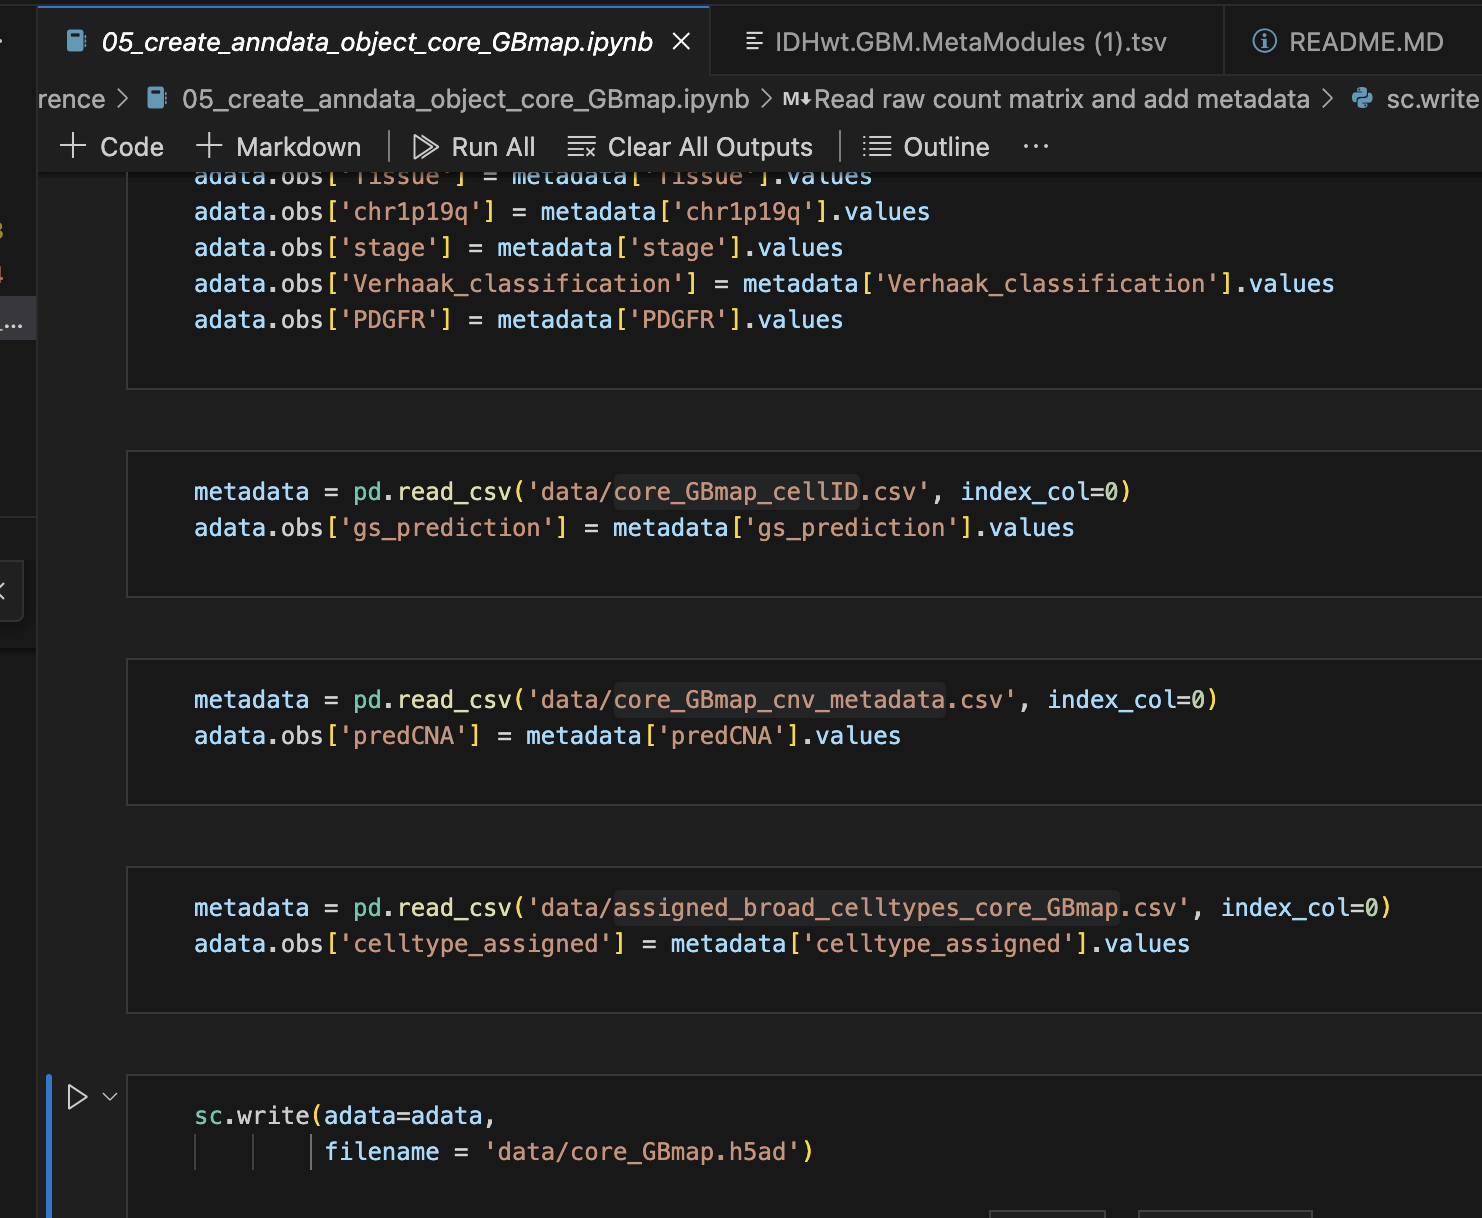 05_create_anndata_object_core_GBmap.ipynb
IDHwt.GBM.MetaModules (1).tsv
README.MD
rence > 05_create_anndata_object_core_GBmap.ipynb > M↓Read raw count matrix and add metadata > sc.write
+ Code + Markdown Run All Clear All Outputs Outline ...
adata.obs['Tissue'] = metadata['Tissue'].values
adata.obs['chr1p19q'] = metadata['chr1p19q'].values
adata.obs['stage'] = metadata['stage'].values
adata.obs['Verhaak_classification'] = metadata['Verhaak_classification'].values
adata.obs['PDGFR'] = metadata['PDGFR'].values
metadata = pd.read_csv('data/core_GBmap_cellID.csv', index_col=0)
adata.obs['gs_prediction'] = metadata['gs_prediction'].values
metadata = pd.read_csv('data/core_GBmap_cnv_metadata.csv', index_col=0)
adata.obs['predCNA'] = metadata['predCNA'].values
metadata = pd.read_csv('data/assigned_broad_celltypes_core_GBmap.csv', index_col=0)
adata.obs['celltype_assigned'] = metadata['celltype_assigned'].values
sc.write(adata=adata,
filename = 'data/core_GBmap.h5ad')